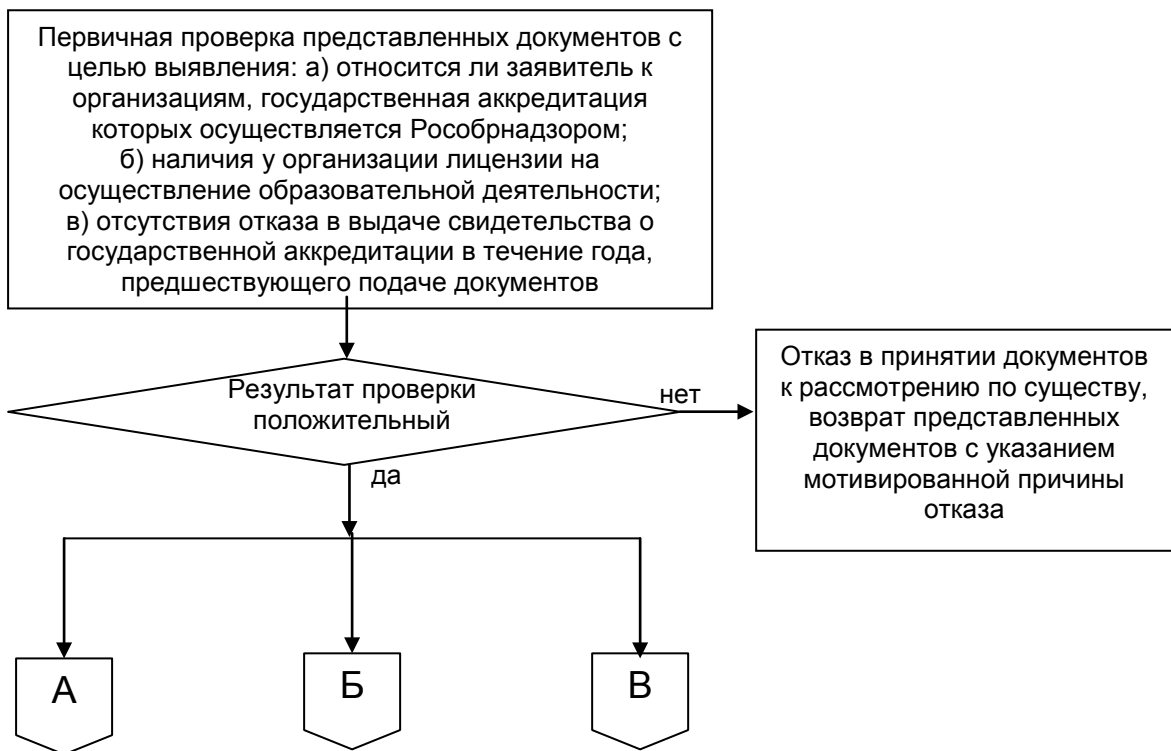 Первичная проверка представленных документов с
целью выявления: а) относится ли заявитель к
организациям, государственная аккредитация
которых осуществляется Рособрнадзором;
б) наличия у организации лицензии на
осуществление образовательной деятельности;
в) отсутствия отказа в выдаче свидетельства о
государственной аккредитации в течение года,
предшествующего подаче документов
Результат проверки
положительный
нет
Отказ в принятии документов
к рассмотрению по существу,
возврат представленных
документов с указанием
мотивированной причины
отказа
да
А
Б
В